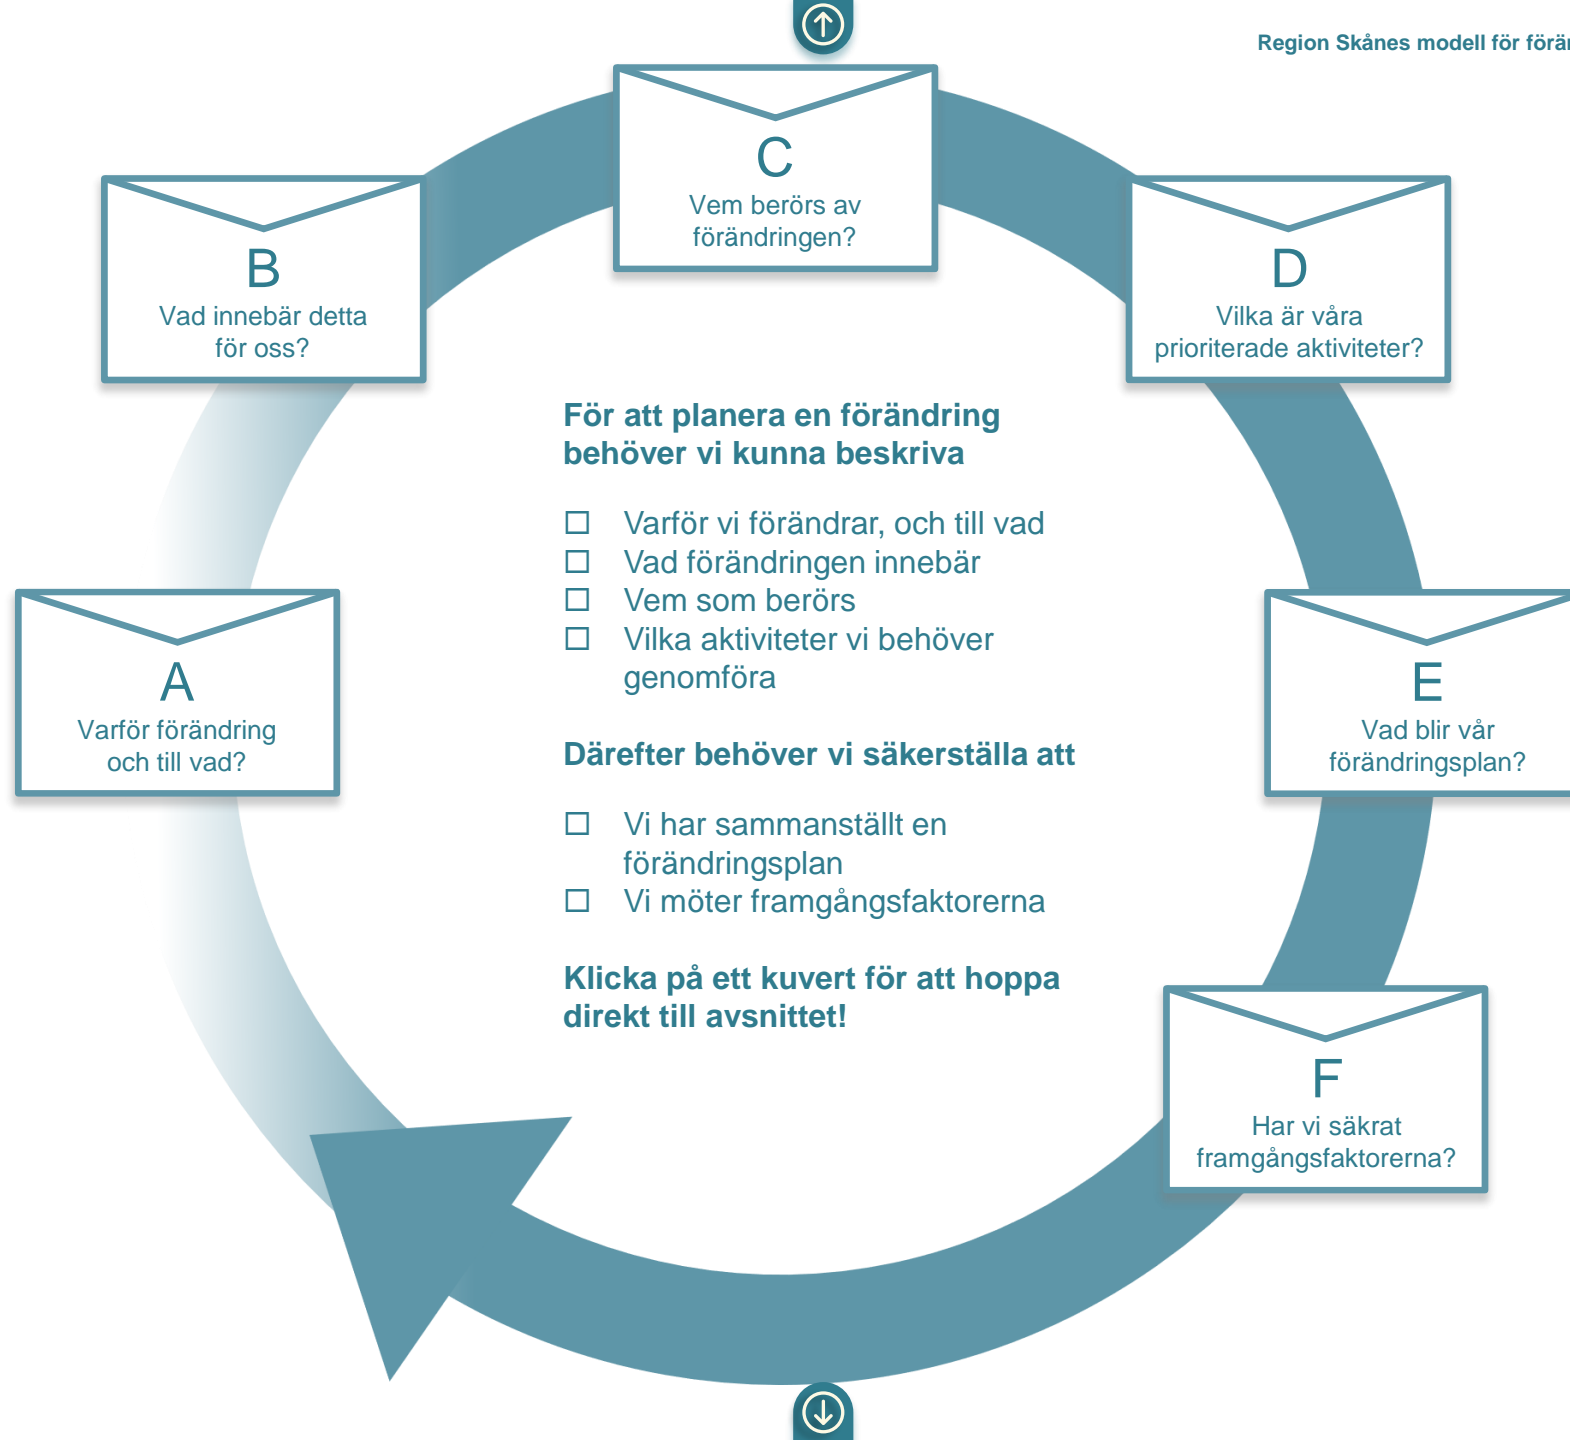 Region Skånes modell för
C
Vem berörs av
förändringen?
B
Vad innebär detta
för oss?
D
Vilka är våra
prioriterade aktiviteter?
För att planera en förändring
behöver vi kunna beskriva
☐ Varför vi förändrar, och till vad
☐ Vad förändringen innebär
☐ Vem som berörs
☐ Vilka aktiviteter vi behöver
genomföra
A
Varför förändring
och till vad?
E
Vad blir vår
förändringsplan?
Därefter behöver vi säkerställa att
☐ Vi har sammanställt en
förändringsplan
☐ Vi möter framgångsfaktorerna
Klicka på ett kuvert för att hoppa
direkt till avsnittet!
F
Har vi säkrat
framgångsfaktorerna?